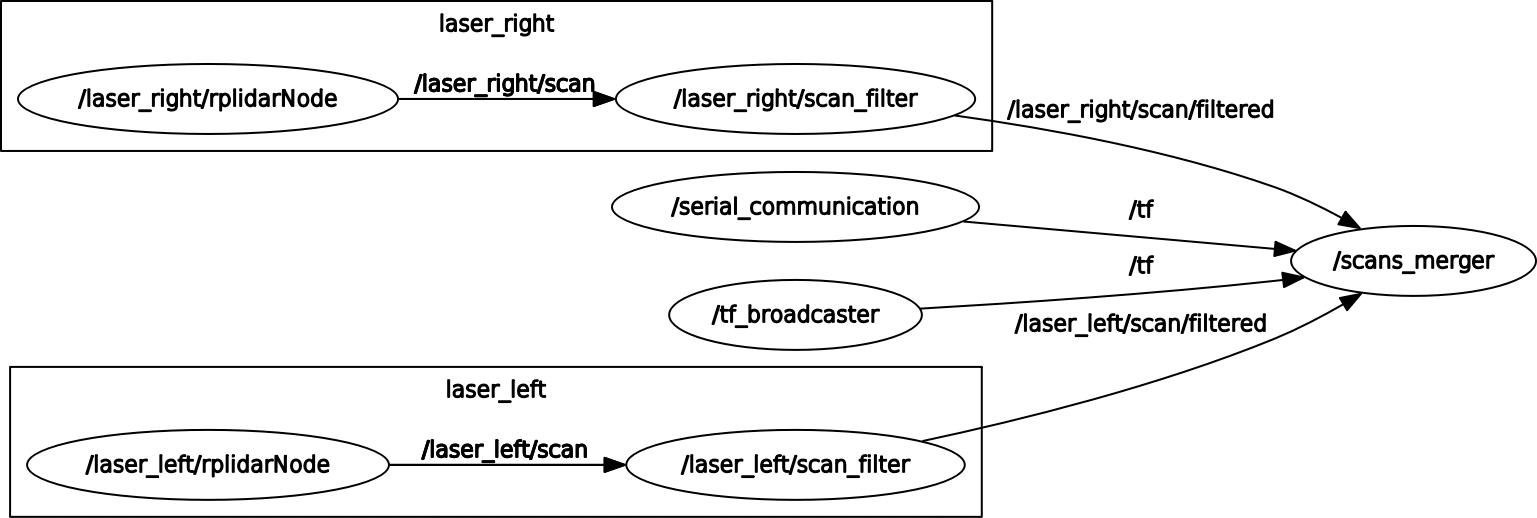 laser_right
/laser_right/rplidarNode
/laser_right/scan
/laser_right/scan_filter
/laser_right/scan/filtered
/serial_communication
/tf
/scans_merger
/tf
/tf_broadcaster
/laser_left/scan/filtered
laser_left
/laser_left/rplidarNode
/laser_left/scan
/laser_left/scan_filter